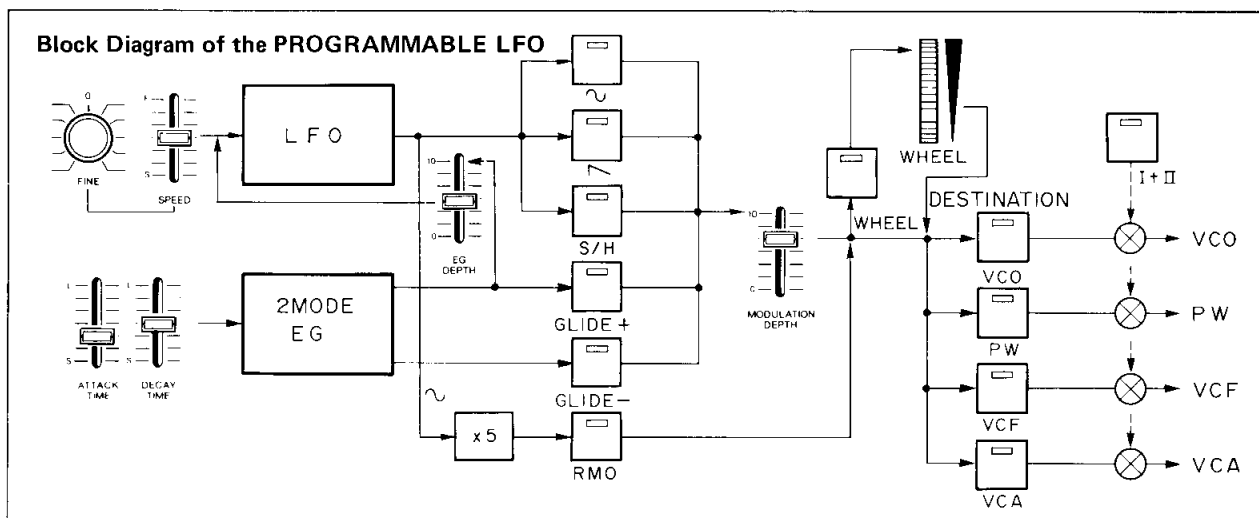 Block Diagram of the PROGRAMMABLE LFO
0
FINE
F
S
SPEED
LFO
10
0
EG
DEPTH
L
S
ATTACK
TIME
L
S
DECAY
TIME
2MODE
EG
x5
S/H
GLIDE+
GLIDE−
RMO
10
0
MODULATION
DEPTH
WHEEL
WHEEL
DESTINATION
I+II
VCO
VCO
PW
PW
VCF
VCF
VCA
VCA